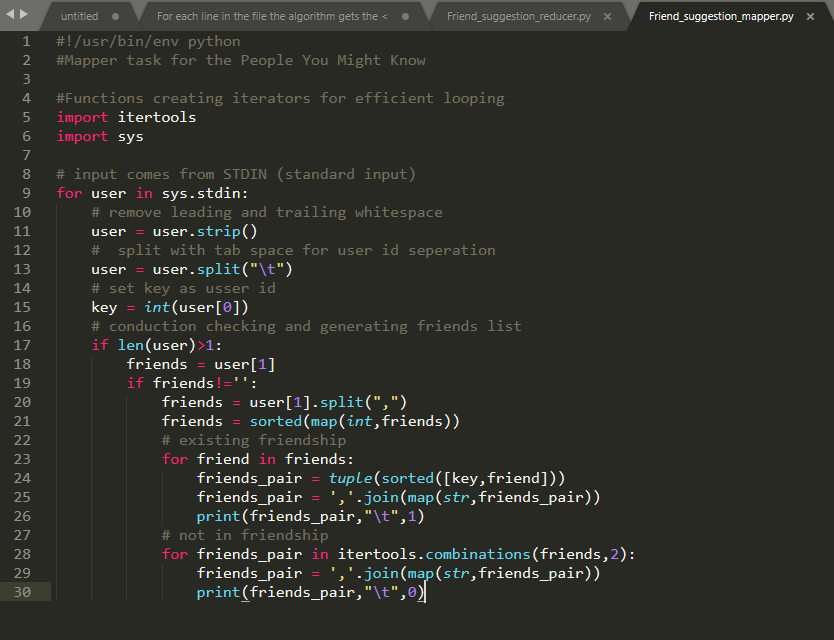 untitled
For each line in the file the algorithm gets the <
Friend_suggestion_reducer.py
Friend_suggestion_mapper.py
1 #!/usr/bin/env python
2 #Mapper task for the People You Might Know
3
4 #Functions creating iterators for efficient looping
5 import itertools
6 import sys
7
8 # input comes from STDIN (standard input)
9 for user in sys.stdin:
10     # remove leading and trailing whitespace
11     user = user.strip()
12     #  split with tab space for user id seperation
13     user = user.split("\t")
14     # set key as usser id
15     key = int(user[0])
16     # conduction checking and generating friends list
17     if len(user)>1:
18         friends = user[1]
19         if friends!='':
20             friends = user[1].split(",")
21             friends = sorted(map(int,friends))
22             # existing friendship
23             for friend in friends:
24                 friends_pair = tuple(sorted([key,friend]))
25                 friends_pair = ','.join(map(str,friends_pair))
26                 print(friends_pair,"\t",1)
27             # not in friendship
28             for friends_pair in itertools.combinations(friends,2):
29                 friends_pair = ','.join(map(str,friends_pair))
30                 print(friends_pair,"\t",0)